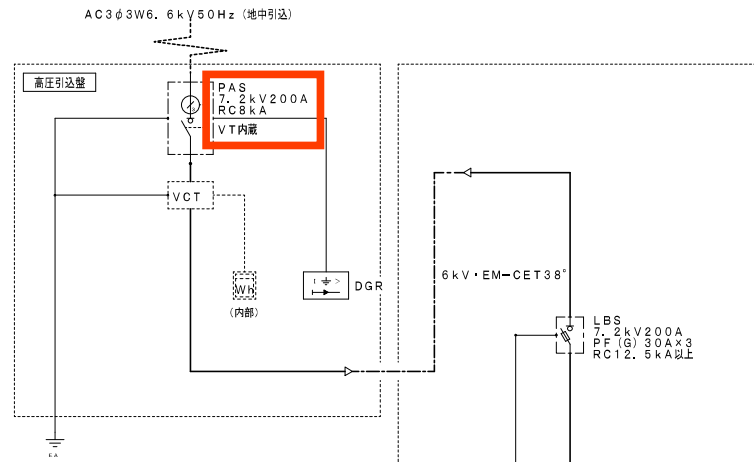 AC3φ3W6.6kV50Hz (地中引込)
高圧引込盤
PAS
7.2kV200A
RC8kA
VT内蔵
VCT
Wh
(内部)
I ⏚ >
DGR
6kV・EM-CET38°
LBS
7.2kV200A
PF(G)30A×3
RC12.5kA以上
EA